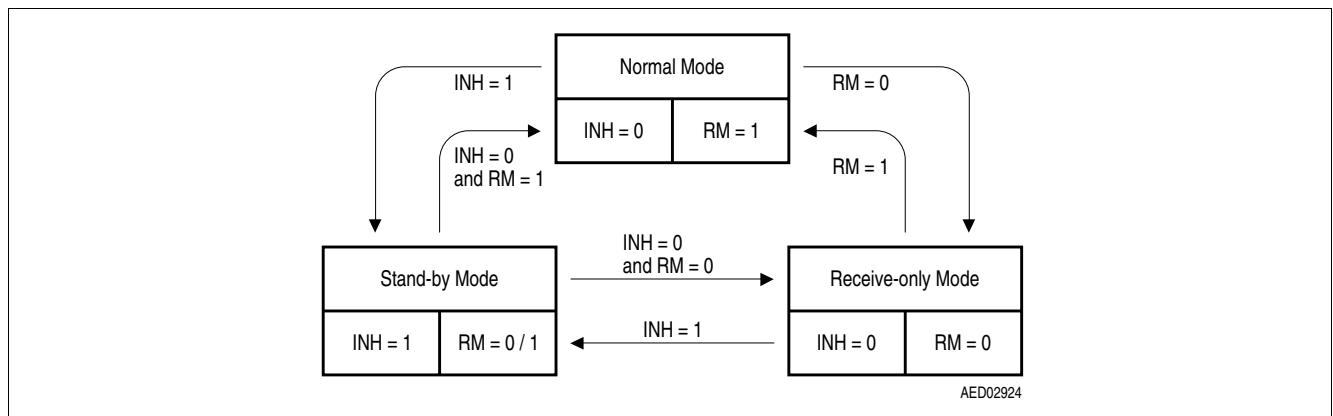 Normal Mode
INH = 1
RM = 0
INH = 0
RM = 1
INH = 0
and RM = 1
RM = 1
INH = 0
and RM = 0
Stand-by Mode
Receive-only Mode
INH = 1
INH = 1
RM = 0 / 1
INH = 0
RM = 0
AED02924